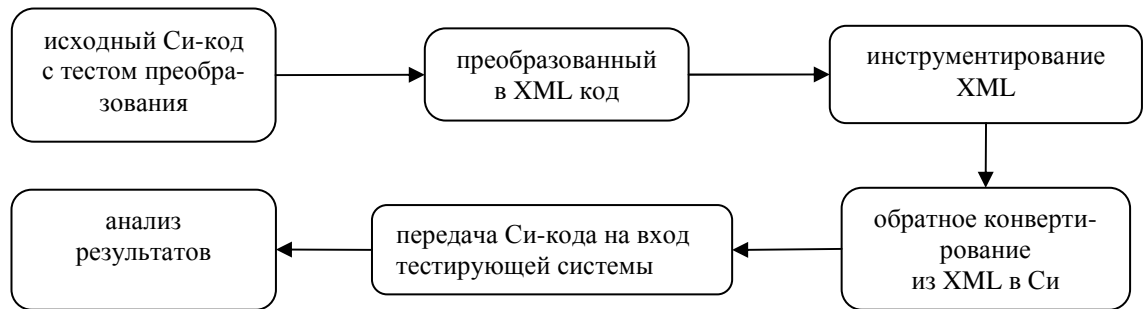 исходный Си-код
с тестом преобра-
зования
преобразованный
в XML код
инструментирование
XML
обратное конверти-
рование
из XML в Си
передача Си-кода на вход
тестирующей системы
анализ
результатов